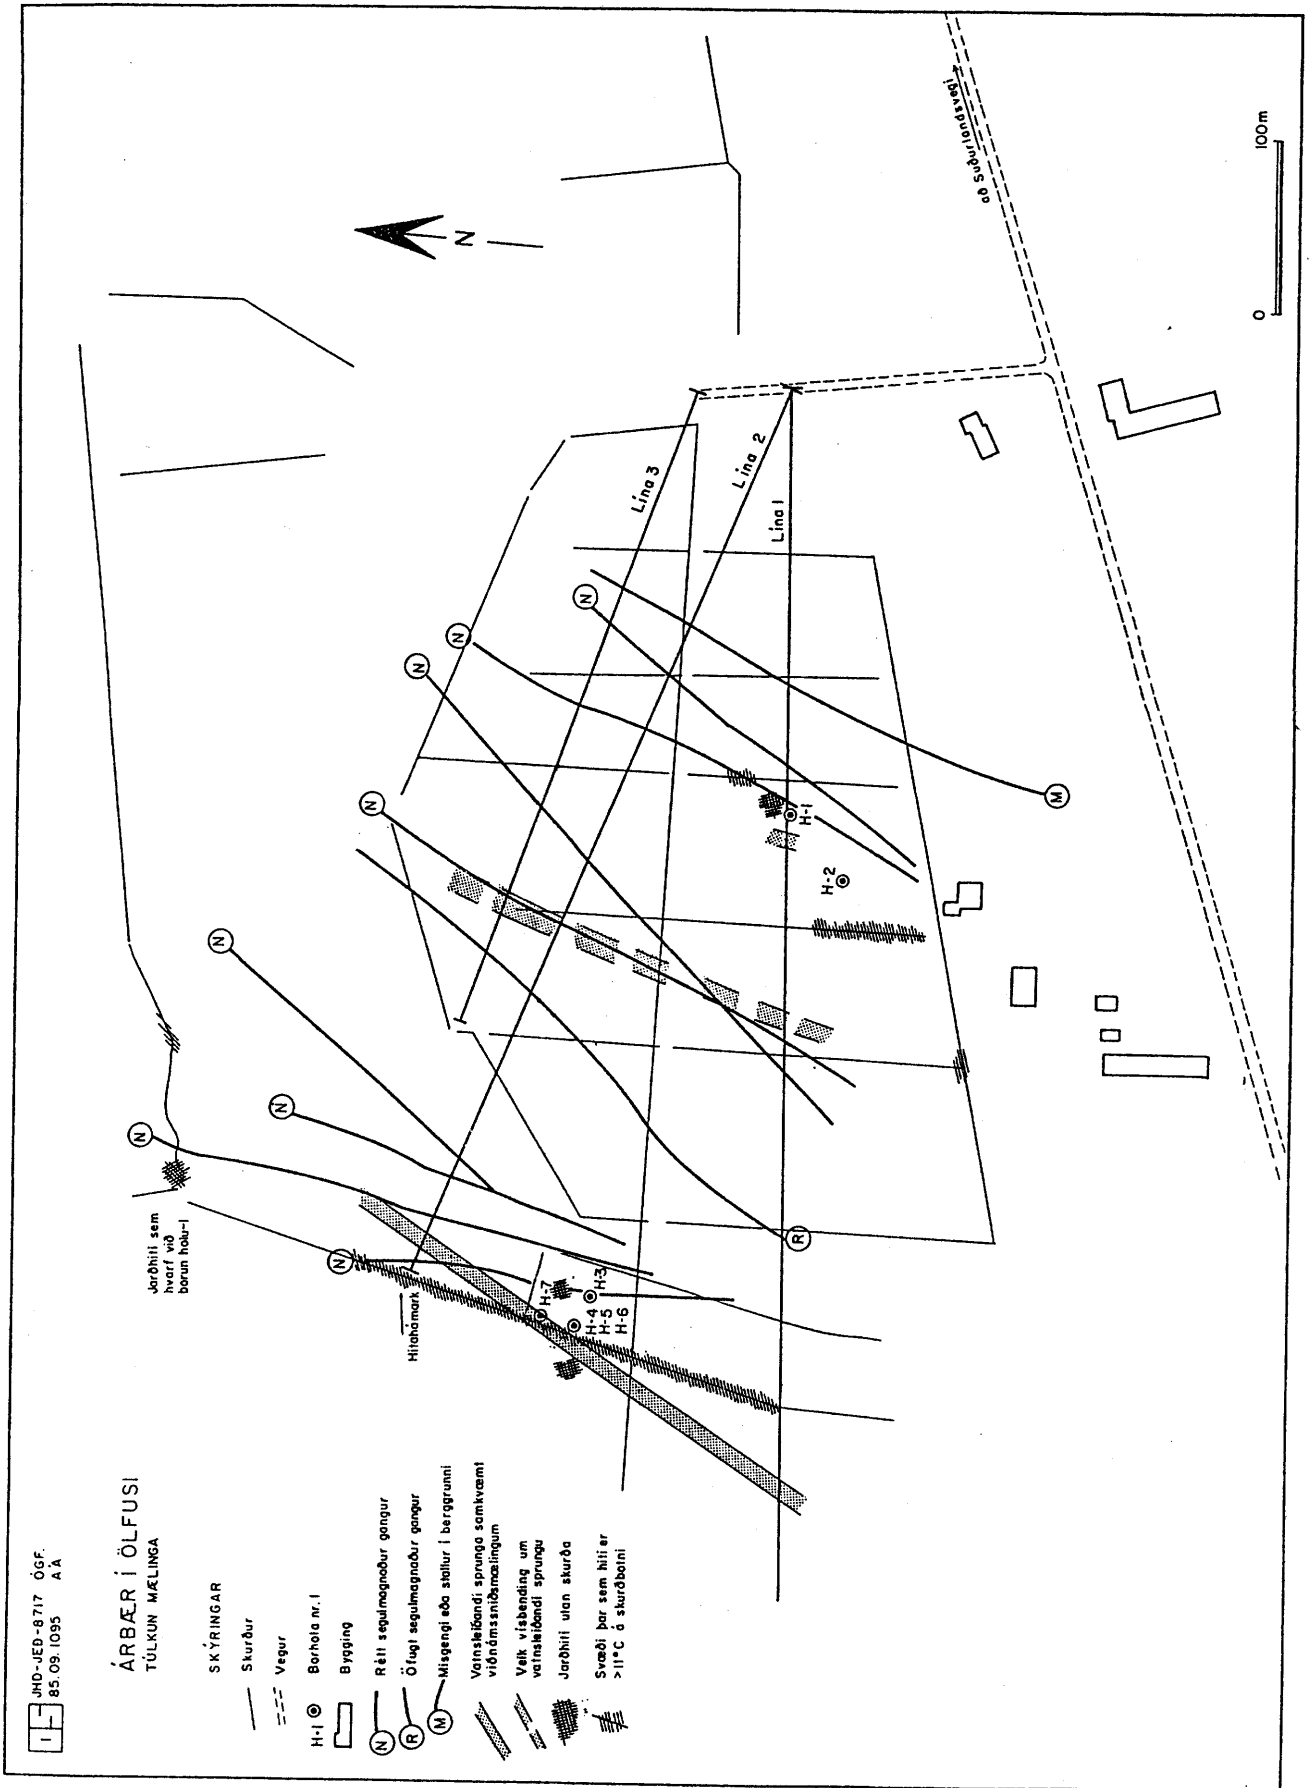 JHD-JED-8717 ÓGF.
85.09.1095 AÁ
ÁRBÆR Í ÖLFUSI
TÚLKUN MÆLINGA
SKÝRINGAR
Skurður
Vegur
H-1 Borhola nr. 1
Bygging
N Rétt segulmagnaður gangur
R Öfugt segulmagnaður gangur
M Misgengi eða stallur í berggrunni
Vatnsleiðandi sprunga samkvæmt
viðnámssniðsmælingum
Veik vísbending um
vatnsleiðandi sprungu
Jarðhiti utan skurða
Svæði þar sem hiti er
>11°C á skurðbotni
Jarðhiti sem
hvarf við
borun holu-1
Hitahámark
N
N
N
N
N
N
N
N
R
M
H-7
H-3
H-4
H-5
H-6
H-2
H-1
Lína 3
Lína 2
Lína 1
N
að Suðurlandsvegi
0 100m